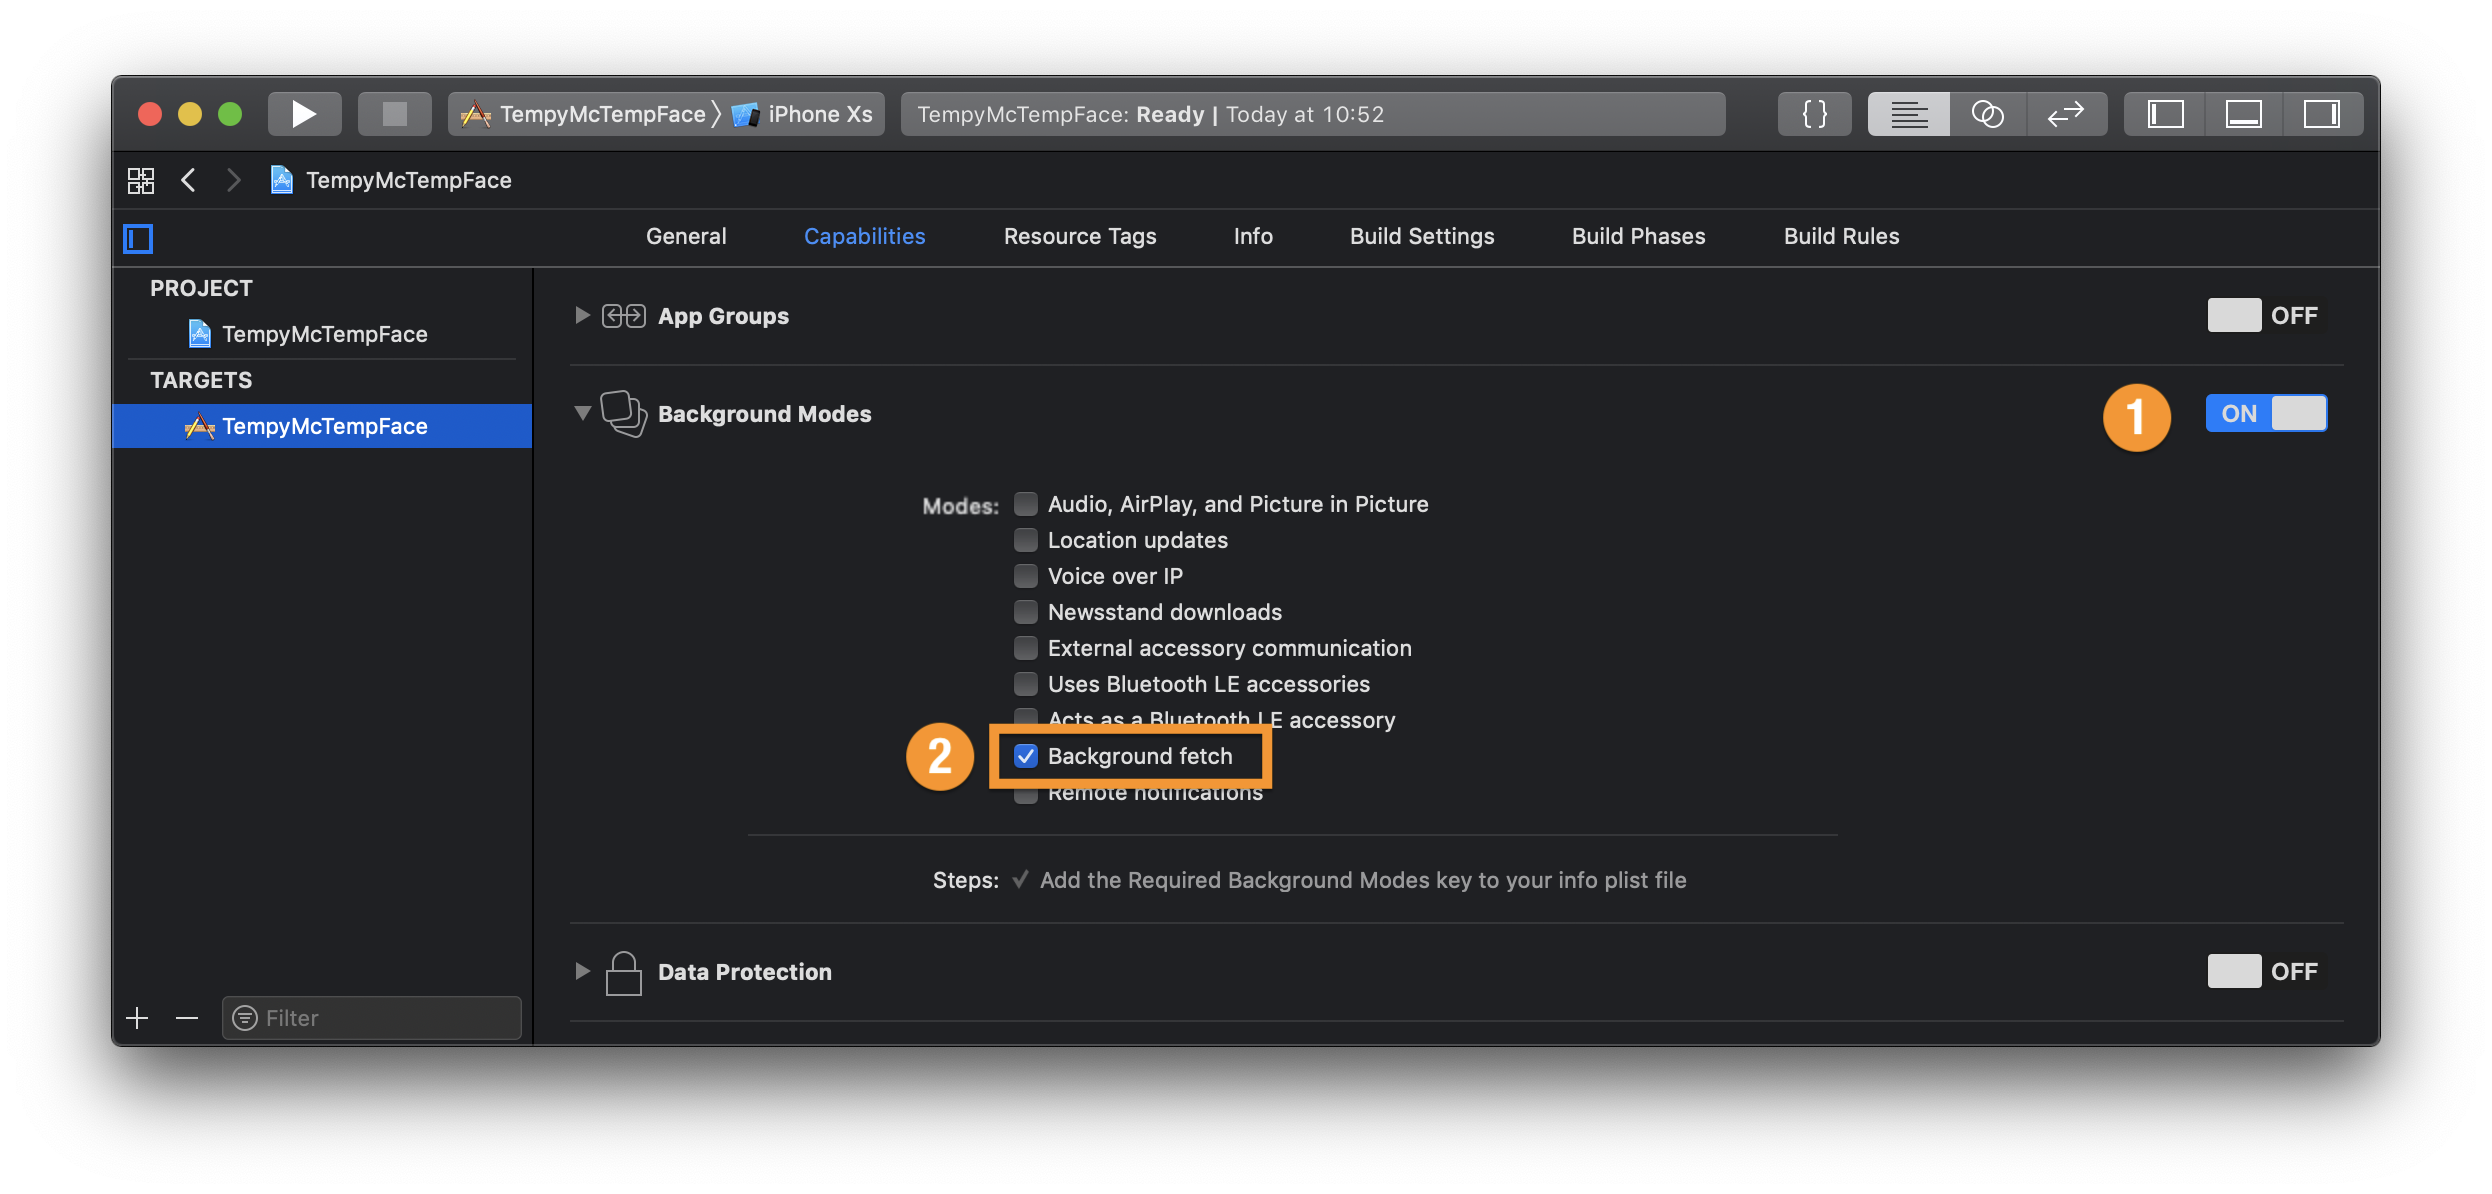 TempyMcTempFace 〉 iPhone Xs TempyMcTempFace: Ready | Today at 10:52 {}
TempyMcTempFace
General Capabilities Resource Tags Info Build Settings Build Phases Build Rules
PROJECT
TempyMcTempFace
TARGETS
TempyMcTempFace
App Groups OFF
Background Modes 1 ON
Modes: Audio, AirPlay, and Picture in Picture
Location updates
Voice over IP
Newsstand downloads
External accessory communication
Uses Bluetooth LE accessories
Acts as a Bluetooth LE accessory
2 Background fetch
Remote notifications
Steps: ✓ Add the Required Background Modes key to your info plist file
Data Protection OFF
Filter